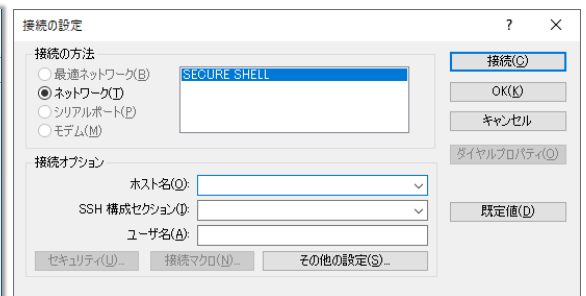 接続の設定
? ×
接続の方法
最適ネットワーク(B)
ネットワーク(T)
シリアルポート(P)
モデム(M)
SECURE SHELL
接続(C)
OK(K)
キャンセル
ダイヤルプロパティ(O)
既定値(D)
接続オプション
ホスト名(O):
SSH 構成セクション(I):
ユーザ名(A):
セキュリティ(U)...
接続マクロ(N)...
その他の設定(S)...